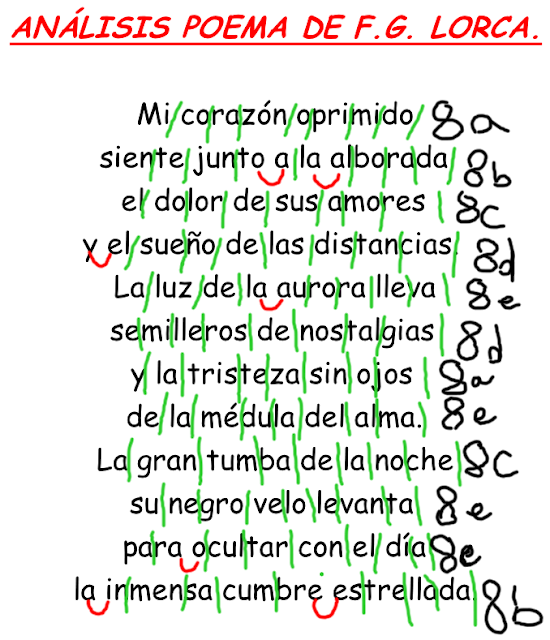 ANÁLISIS POEMA DE F.G. LORCA.
Mi corazón oprimido 8a
siente junto a la alborada 8b
el dolor de sus amores 8c
y el sueño de las distancias. 8d
La luz de la aurora lleva 8e
semilleros de nostalgias 8d
y la tristeza sin ojos 8a
de la médula del alma. 8e
La gran tumba de la noche 8c
su negro velo levanta 8e
para ocultar con el día 8e
la inmensa cumbre estrellada. 8b